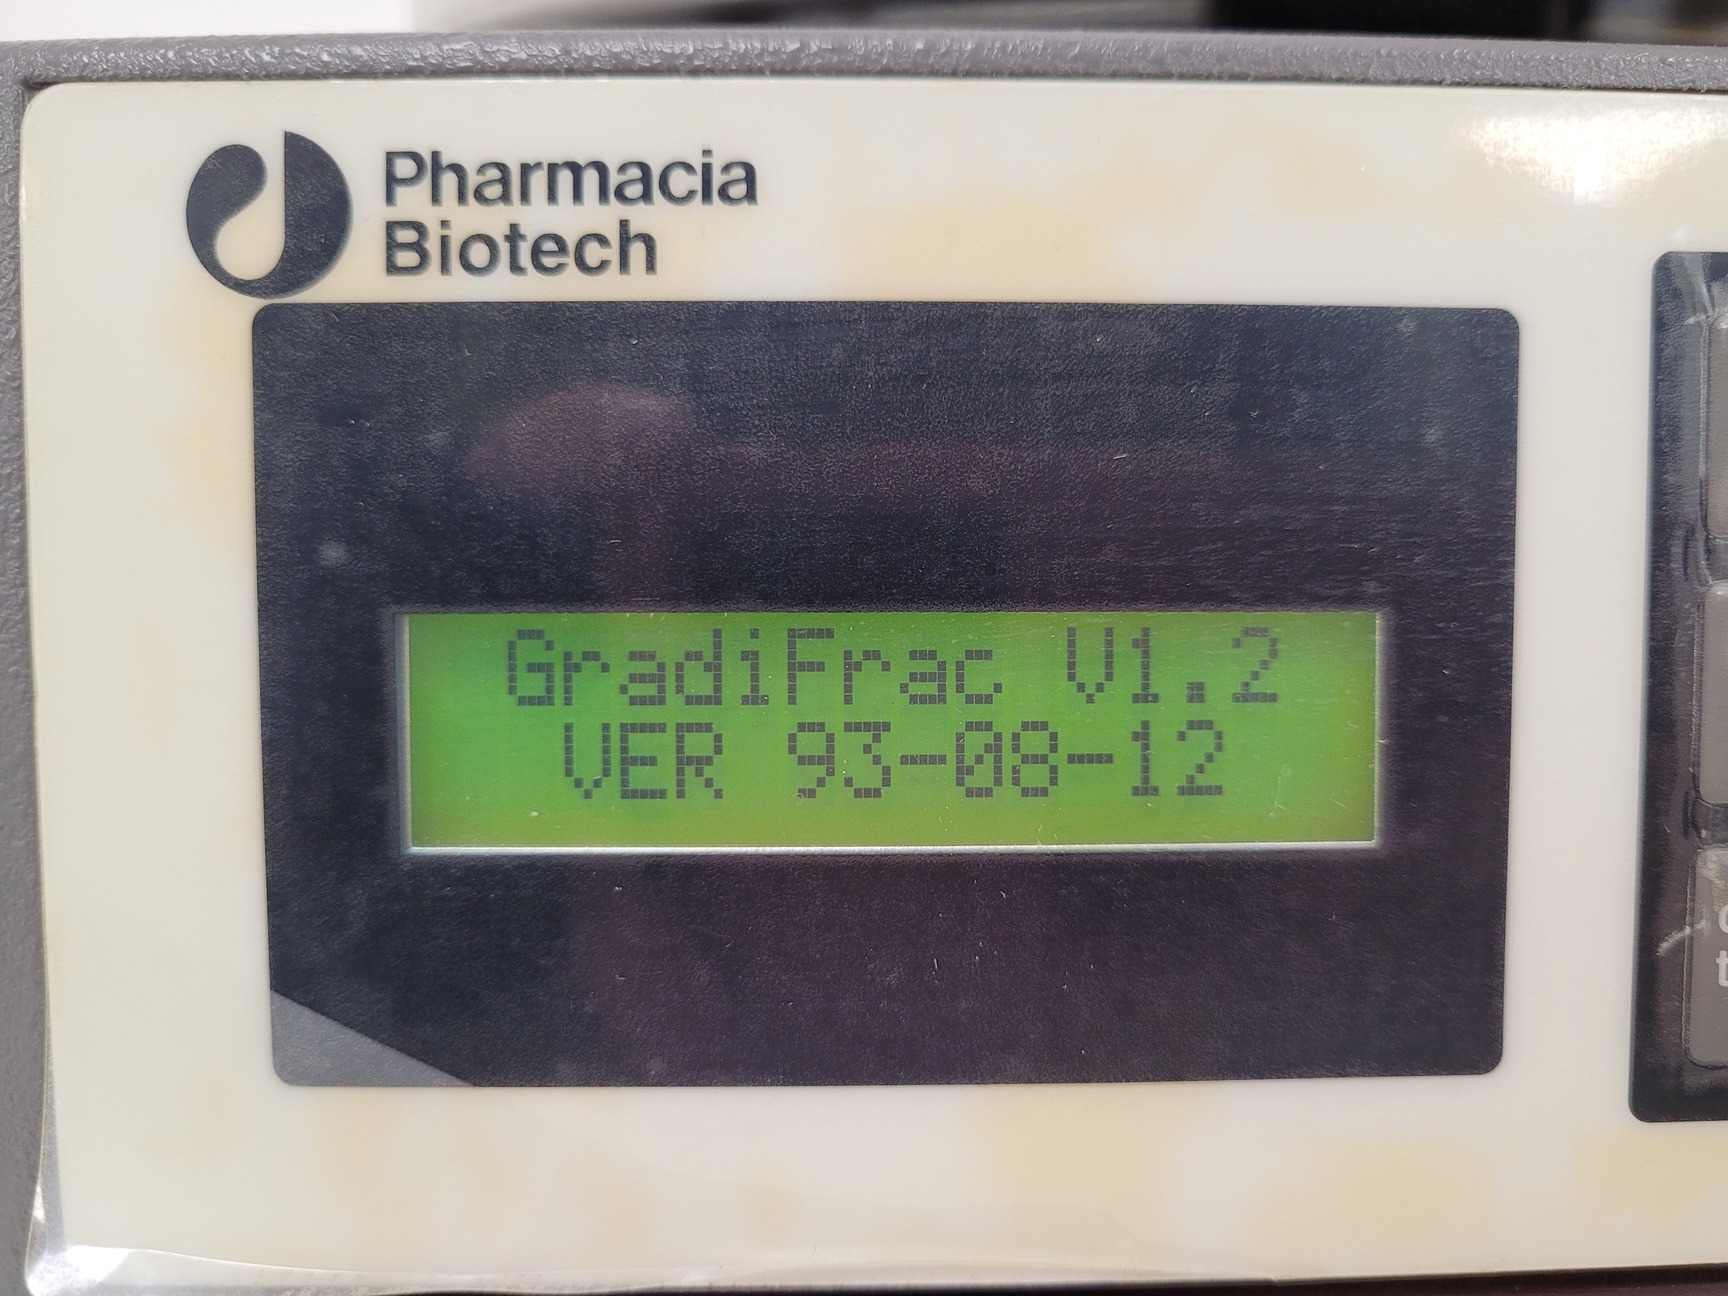 Pharmacia
Biotech
GradiFrac V1.2
VER 93-08-12